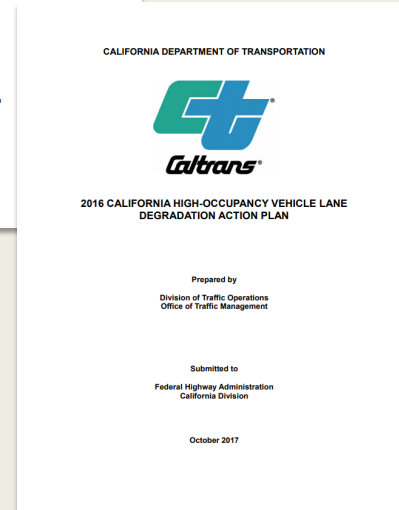 CALIFORNIA DEPARTMENT OF TRANSPORTATION
Caltrans®
2016 CALIFORNIA HIGH-OCCUPANCY VEHICLE LANE
DEGRADATION ACTION PLAN
Prepared by
Division of Traffic Operations
Office of Traffic Management
Submitted to
Federal Highway Administration
California Division
October 2017